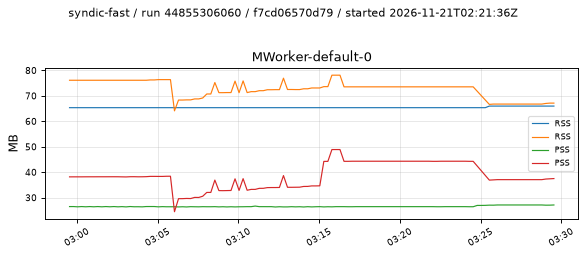 syndic-fast / run 44855306060 / f7cd06570d79 / started 2026-11-21T02:21:36Z
MWorker-default-0
80
70
60
50
40
30
MB
RSS
RSS
PSS
PSS
03:00
03:05
03:10
03:15
03:20
03:25
03:30